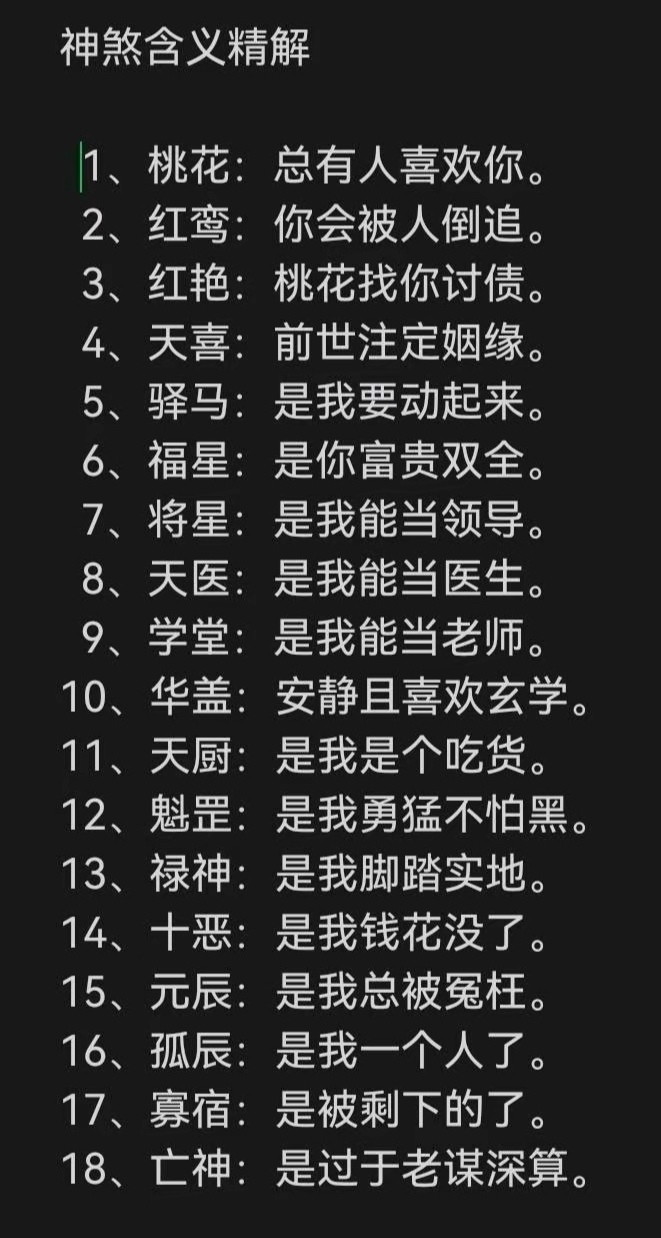 神煞含义精解
1、桃花：总有人喜欢你。
2、红鸾：你会被人倒追。
3、红艳：桃花找你讨债。
4、天喜：前世注定姻缘。
5、驿马：是我要动起来。
6、福星：是你富贵双全。
7、将星：是我能当领导。
8、天医：是我能当医生。
9、学堂：是我能当老师。
10、华盖：安静且喜欢玄学。
11、天厨：是我是个吃货。
12、魁罡：是我勇猛不怕黑。
13、禄神：是我脚踏实地。
14、十恶：是我钱花没了。
15、元辰：是我总被冤枉。
16、孤辰：是我一个人了。
17、寡宿：是被剩下的了。
18、亡神：是过于老谋深算。